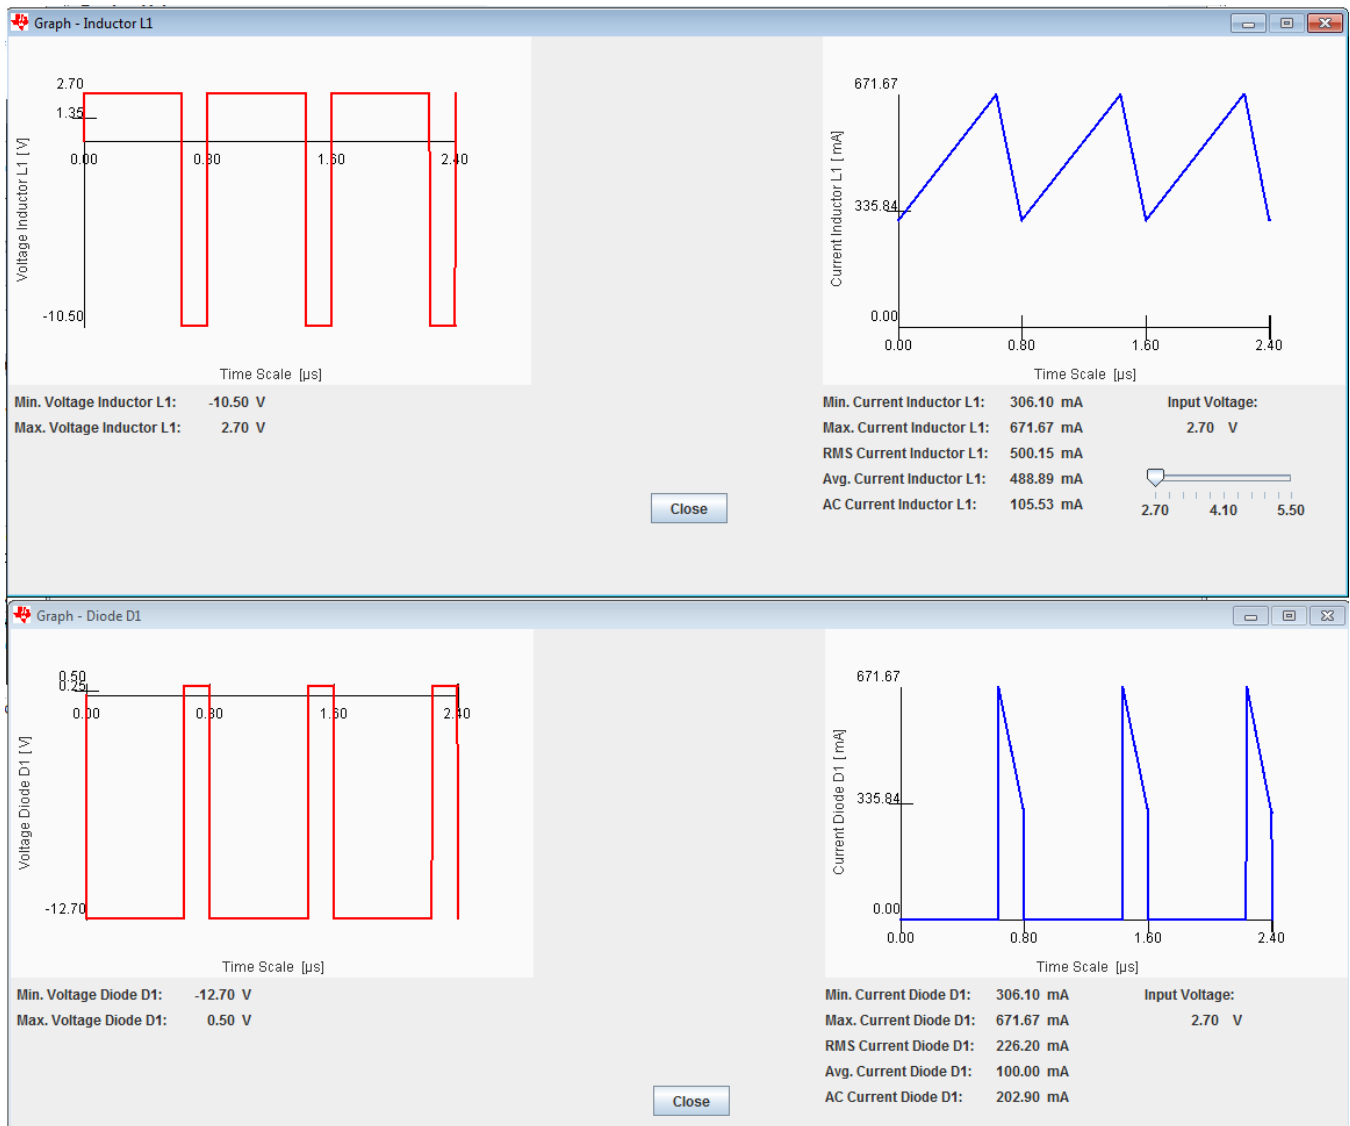 Graph - Inductor L1
2.70
1.35
0.00
0.80
1.60
2.40
-10.50
Voltage Inductor L1 [ V]
Time Scale [µs]
Min. Voltage Inductor L1: -10.50 V
Max. Voltage Inductor L1: 2.70 V
671.67
335.84
0.00
0.00
0.80
1.60
2.40
Current Inductor L1 [ mA]
Time Scale [µs]
Min. Current Inductor L1: 306.10 mA
Max. Current Inductor L1: 671.67 mA
RMS Current Inductor L1: 500.15 mA
Avg. Current Inductor L1: 488.89 mA
AC Current Inductor L1: 105.53 mA
Input Voltage:
2.70 V
2.70 4.10 5.50
Close
Graph - Diode D1
0.50
0.25
0.00
0.80
1.60
2.40
-12.70
Voltage Diode D1 [ V]
Time Scale [µs]
Min. Voltage Diode D1: -12.70 V
Max. Voltage Diode D1: 0.50 V
671.67
335.84
0.00
0.00
0.80
1.60
2.40
Current Diode D1 [ mA]
Time Scale [µs]
Min. Current Diode D1: 306.10 mA
Max. Current Diode D1: 671.67 mA
RMS Current Diode D1: 226.20 mA
Avg. Current Diode D1: 100.00 mA
AC Current Diode D1: 202.90 mA
Input Voltage:
2.70 V
Close